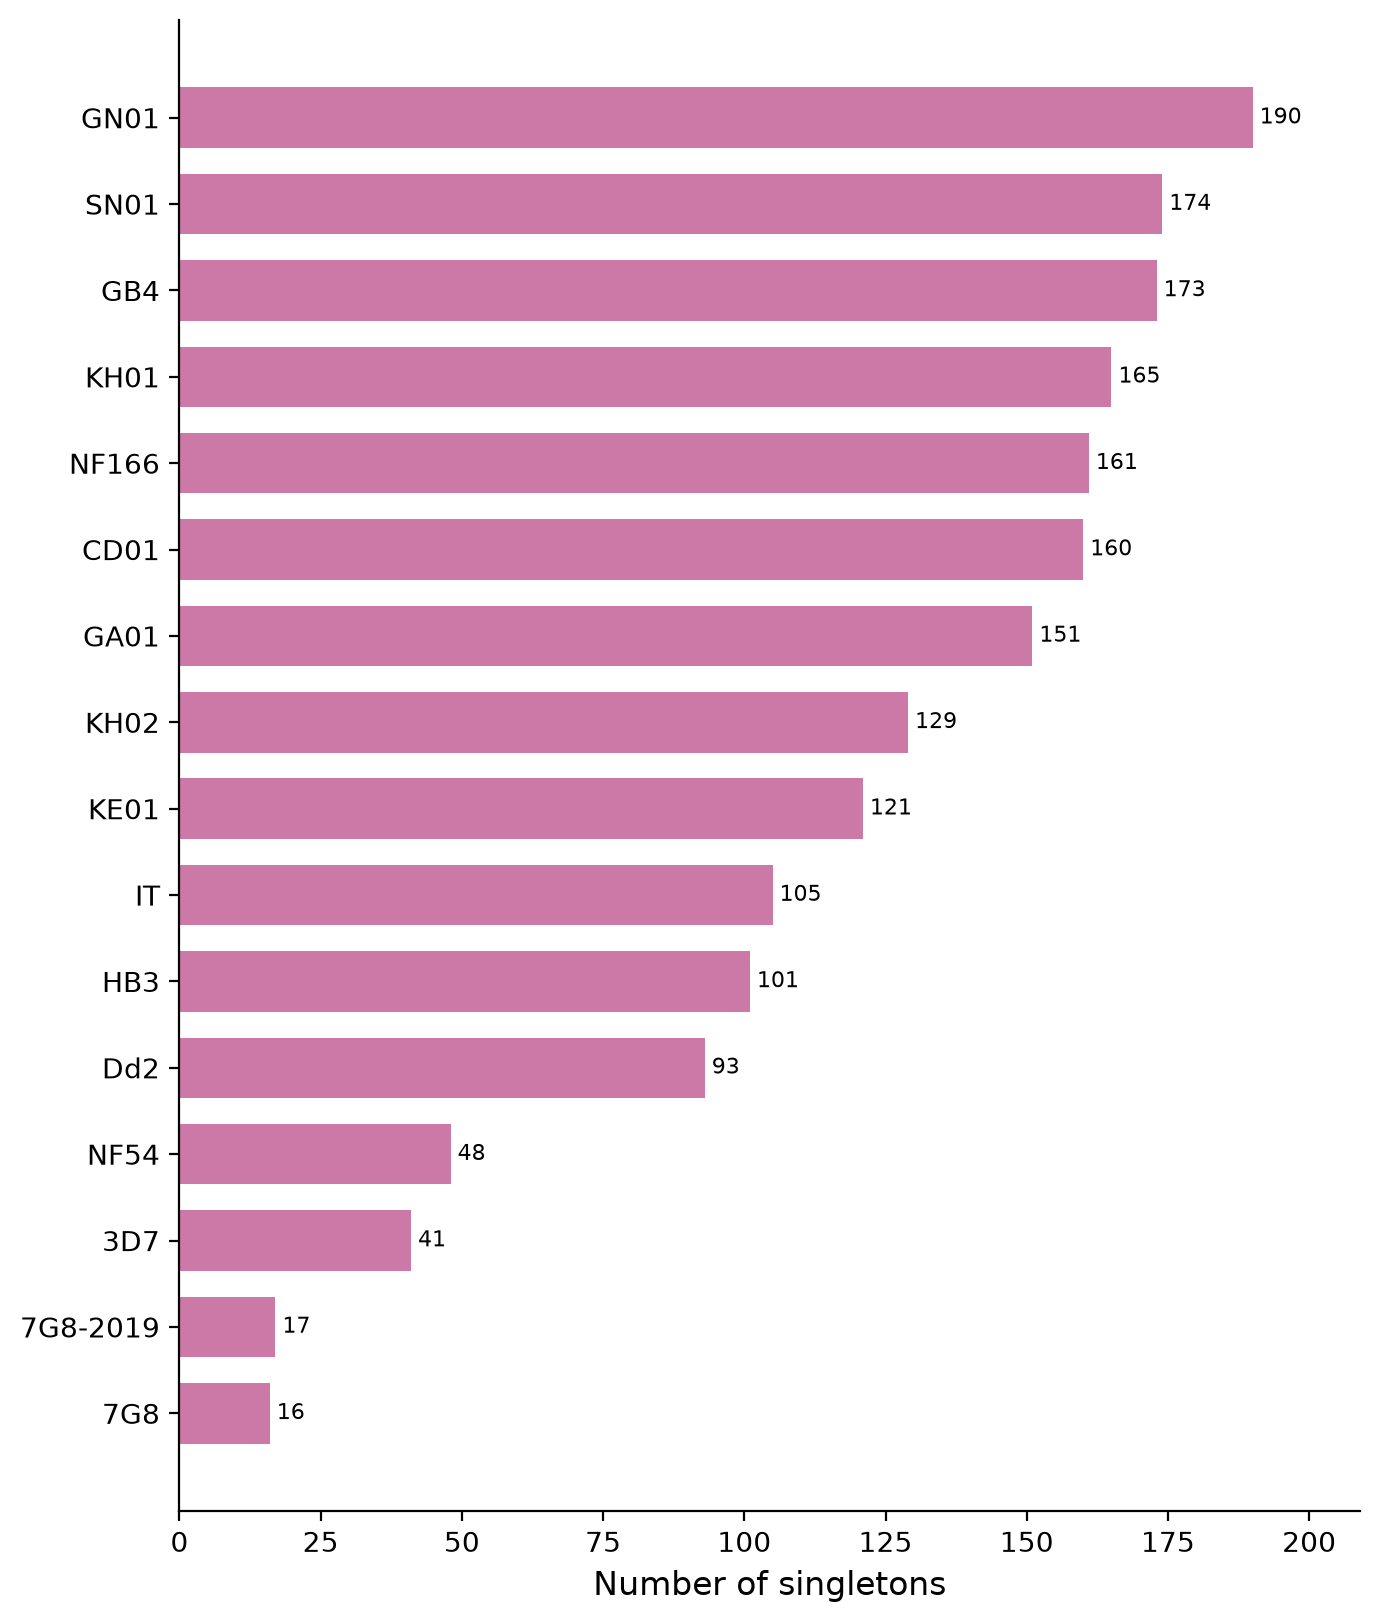 GN01 190
SN01 174
GB4 173
KH01 165
NF166 161
CD01 160
GA01 151
KH02 129
KE01 121
IT 105
HB3 101
Dd2 93
NF54 48
3D7 41
7G8-2019 17
7G8 16
0 25 50 75 100 125 150 175 200
Number of singletons